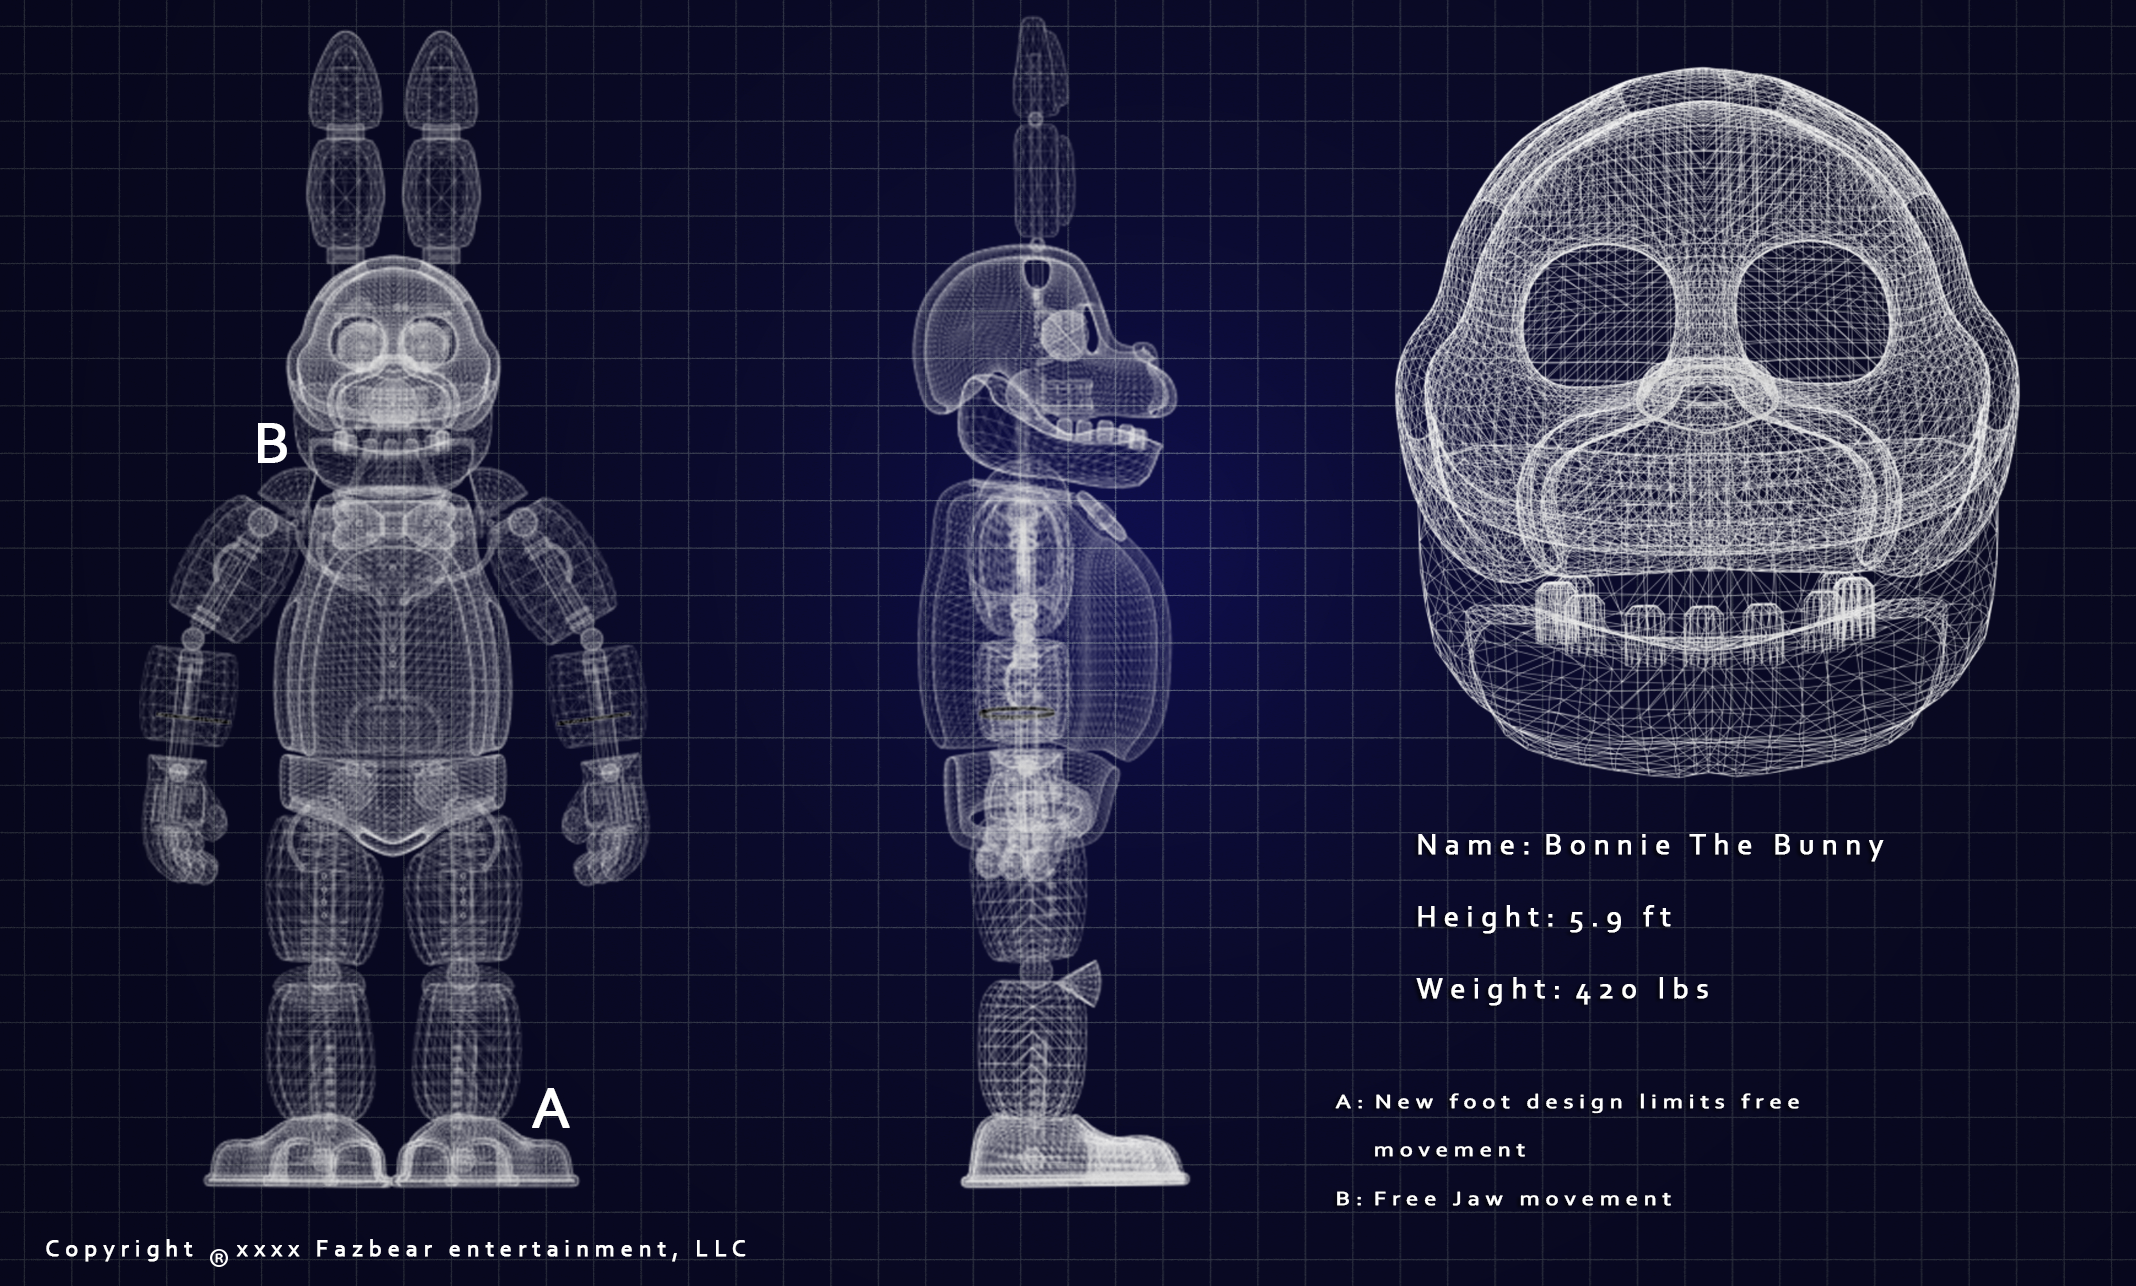 B
A
Name: Bonnie The Bunny
Height: 5.9 ft
Weight: 420 lbs
A: New foot design limits free
movement
B: Free Jaw movement
Copyright ® xxxx Fazbear entertainment, LLC